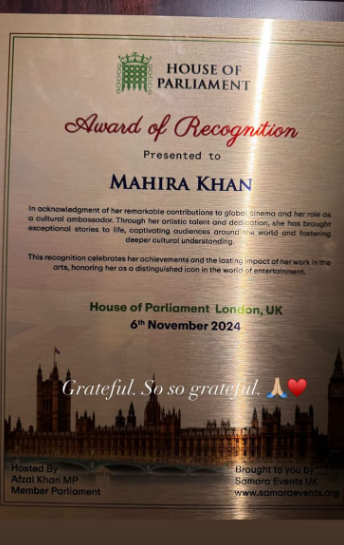 HOUSE OF
PARLIAMENT
Award of Recognition
Presented to
MAHIRA KHAN
In acknowledgment of her remarkable contributions to global cinema and her role as
a cultural ambassador. Through her artistic talent and dedication, she has brought
exceptional stories to life, captivating audiences around the world and fostering
deeper cultural understanding.
This recognition celebrates her achievements and the lasting impact of her work in the
arts, honoring her as a distinguished icon in the world of entertainment.
House of Parliament London, UK
6th November 2024
Grateful. So so grateful. 🙏🏼❤️
Hosted By
Afzal Khan MP
Member Parliament
Brought to you by
Samara Events UK
www.samaraevents.org